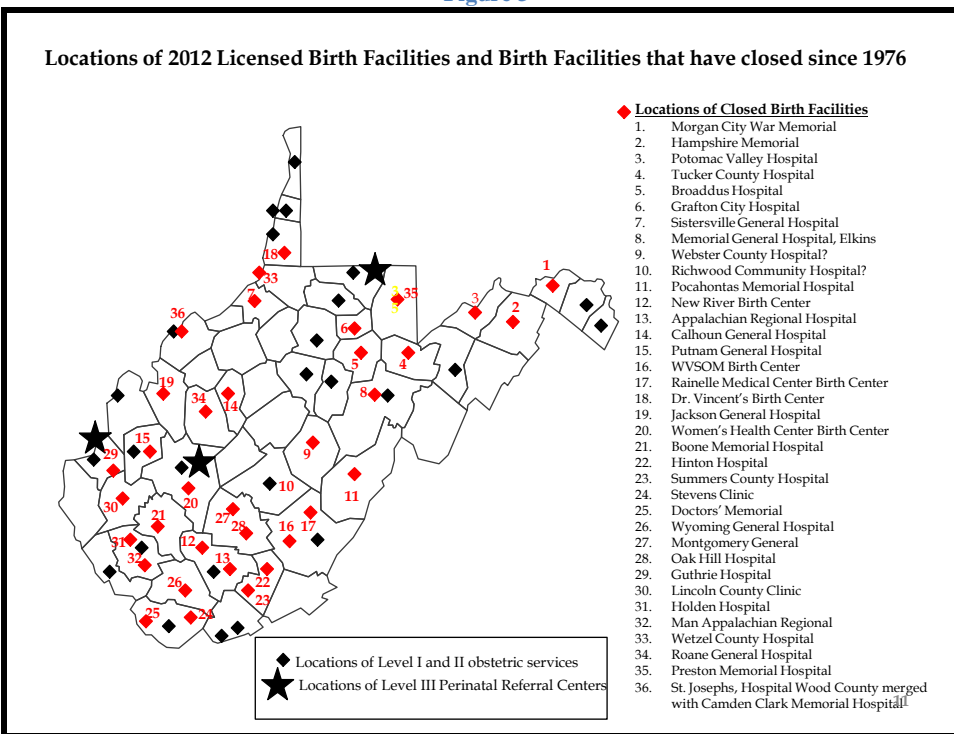 Locations of 2012 Licensed Birth Facilities and Birth Facilities that have closed since 1976
Locations of Closed Birth Facilities
1. Morgan City War Memorial
2. Hampshire Memorial
3. Potomac Valley Hospital
4. Tucker County Hospital
5. Broaddus Hospital
6. Grafton City Hospital
7. Sistersville General Hospital
8. Memorial General Hospital, Elkins
9. Webster County Hospital?
10. Richwood Community Hospital?
11. Pocahontas Memorial Hospital
12. New River Birth Center
13. Appalachian Regional Hospital
14. Calhoun General Hospital
15. Putnam General Hospital
16. WVSOM Birth Center
17. Rainelle Medical Center Birth Center
18. Dr. Vincent's Birth Center
19. Jackson General Hospital
20. Women's Health Center Birth Center
21. Boone Memorial Hospital
22. Hinton Hospital
23. Summers County Hospital
24. Stevens Clinic
25. Doctors' Memorial
26. Wyoming General Hospital
27. Montgomery General
28. Oak Hill Hospital
29. Guthrie Hospital
30. Lincoln County Clinic
31. Holden Hospital
32. Man Appalachian Regional
33. Wetzel County Hospital
34. Roane General Hospital
35. Preston Memorial Hospital
36. St. Josephs, Hospital Wood County merged
with Camden Clark Memorial Hospital
11
18
33
1
7
35
3
2
36
6
5
4
19
34
14
8
15
29
9
30
20
10
11
21
27
28
16
17
31
12
32
13
22
26
23
25
24
Locations of Level I and II obstetric services
Locations of Level III Perinatal Referral Centers